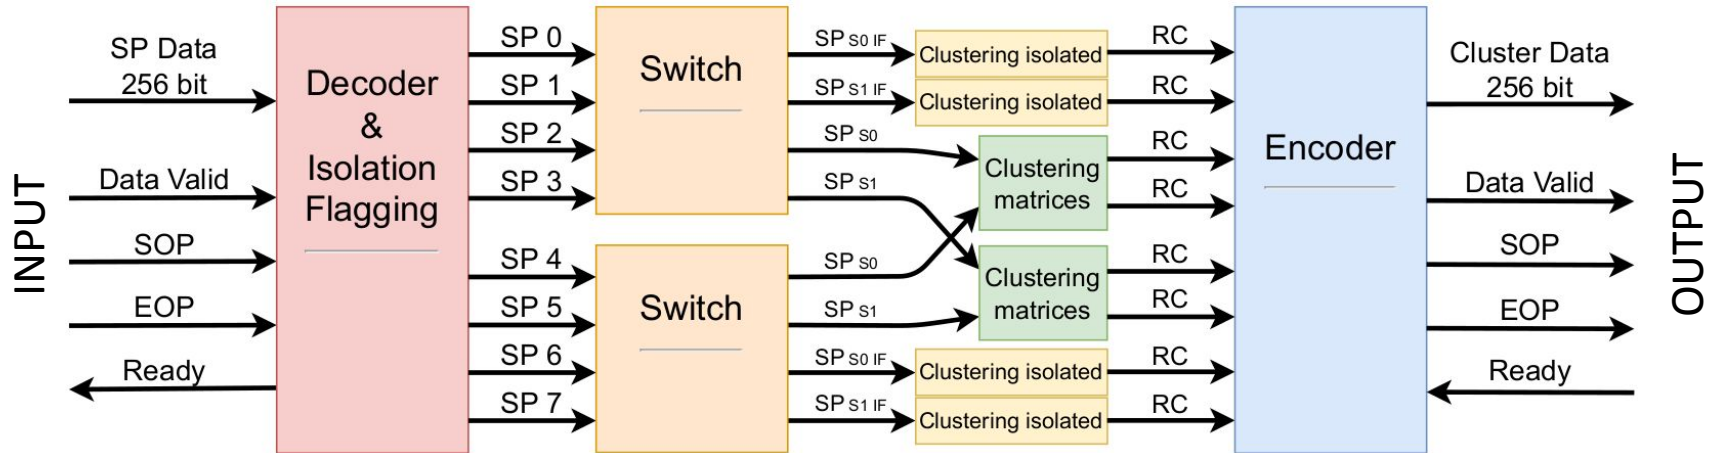 INPUT
SP Data
256 bit
Data Valid
SOP
EOP
Ready
Decoder
&
Isolation
Flagging
SP 0
SP 1
SP 2
SP 3
SP 4
SP 5
SP 6
SP 7
Switch
Switch
SP S0 IF
SP S1 IF
SP S0
SP S1
SP S0
SP S1
SP S0 IF
SP S1 IF
Clustering isolated
Clustering isolated
Clustering
matrices
Clustering
matrices
Clustering isolated
Clustering isolated
RC
RC
RC
RC
RC
RC
RC
RC
Encoder
Cluster Data
256 bit
Data Valid
SOP
EOP
Ready
OUTPUT